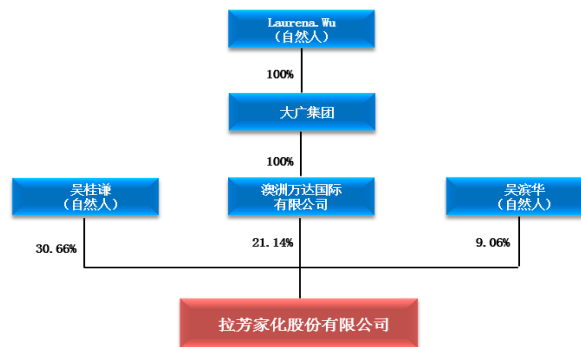 Laurena.Wu
（自然人）
100%
大广集团
100%
吴桂谦
（自然人）
澳洲万达国际
有限公司
吴滨华
（自然人）
30.66%
21.14%
9.06%
拉芳家化股份有限公司